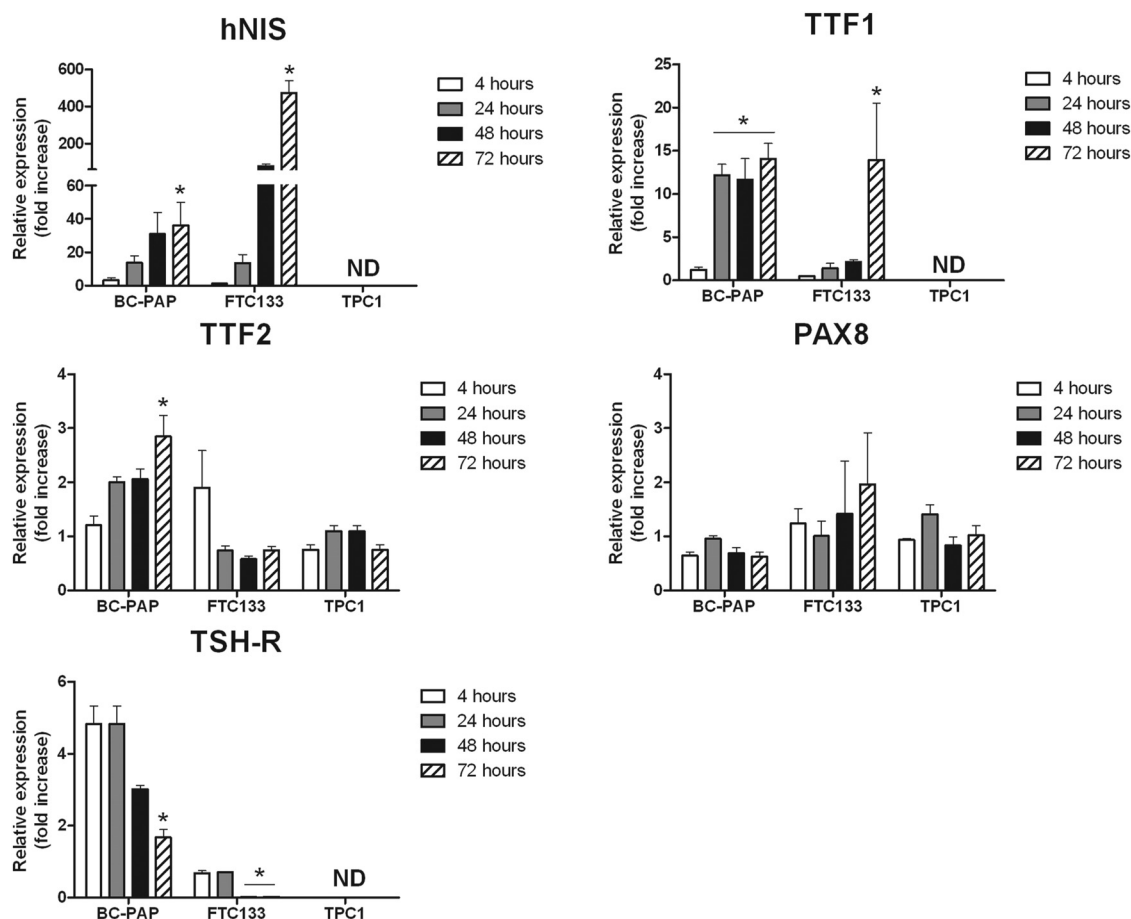 hNIS
Relative expression
(fold increase)
600
400
200
60
40
20
0
*
*
ND
BC-PAP FTC133 TPC1
4 hours
24 hours
48 hours
72 hours
TTF1
Relative expression
(fold increase)
25
20
15
10
5
0
*
*
ND
BC-PAP FTC133 TPC1
4 hours
24 hours
48 hours
72 hours
TTF2
Relative expression
(fold increase)
4
3
2
1
0
*
BC-PAP FTC133 TPC1
4 hours
24 hours
48 hours
72 hours
PAX8
Relative expression
(fold increase)
4
3
2
1
0
BC-PAP FTC133 TPC1
4 hours
24 hours
48 hours
72 hours
TSH-R
Relative expression
(fold increase)
6
4
2
0
*
*
ND
BC-PAP FTC133 TPC1
4 hours
24 hours
48 hours
72 hours